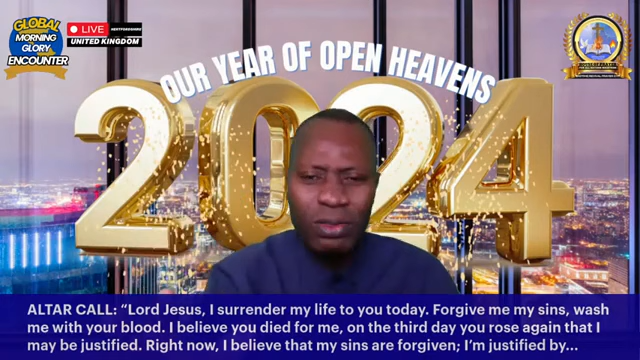 GLOBAL
MORNING
GLORY
ENCOUNTER
LIVE
HERTFORDSHIRE
UNITED KINGDOM
OUR YEAR OF OPEN HEAVENS
2024
ALTAR CALL: “Lord Jesus, I surrender my life to you today. Forgive me my sins, wash
me with your blood. I believe you died for me, on the third day you rose again that I
may be justified. Right now, I believe that my sins are forgiven; I’m justified by...